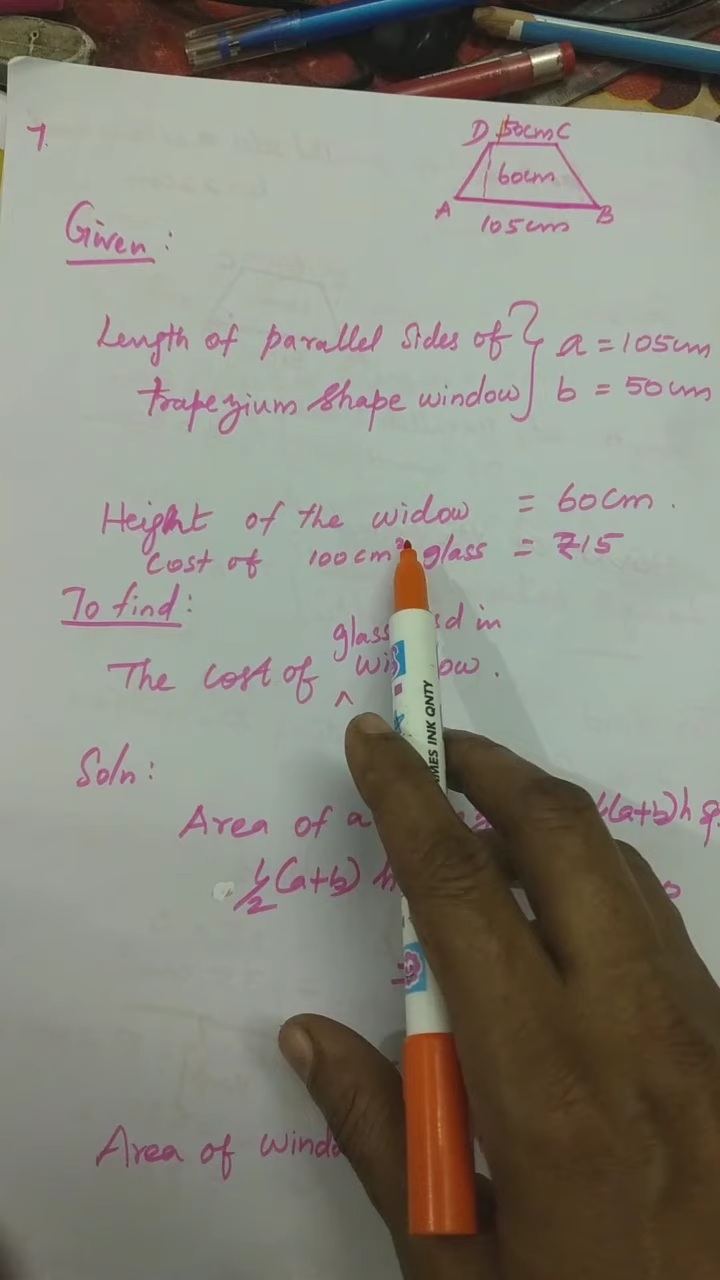 7.
D 50cm C
60cm
A B
105cm
Given:
Length of parallel sides of } a = 105cm
trapezium shape window } b = 50cm
Height of the widow = 60cm.
Cost of 100cm² glass = ₹15
To find:
glass in
The cost of ^ window.
Soln:
Area of a (a+b)h
1/2 (a+b) h
=
Area of
INK QNTY